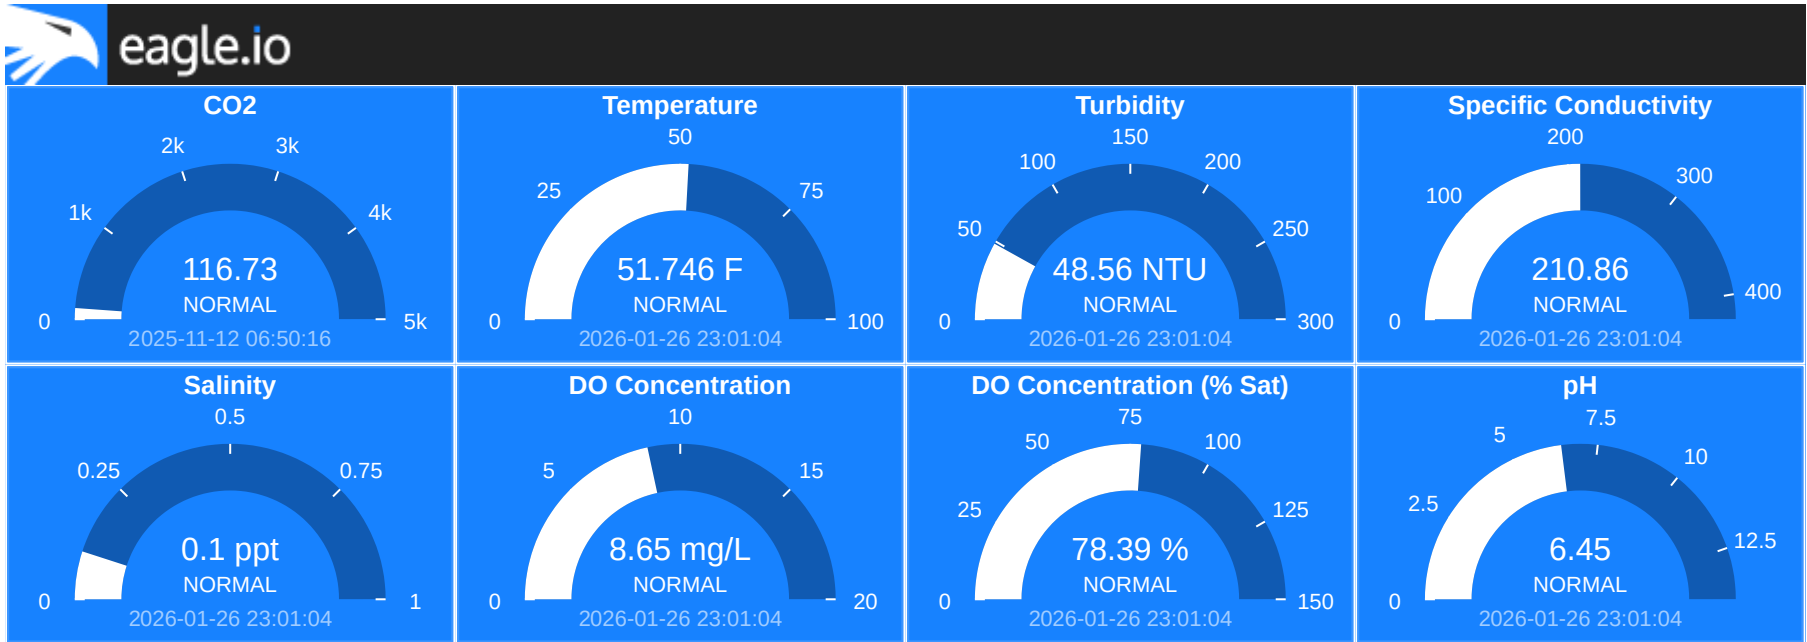 eagle.io
CO2
0
1k
2k
3k
4k
5k
116.73
NORMAL
2025-11-12 06:50:16
Temperature
0
25
50
75
100
51.746 F
NORMAL
2026-01-26 23:01:04
Turbidity
0
50
100
150
200
250
300
48.56 NTU
NORMAL
2026-01-26 23:01:04
Specific Conductivity
0
100
200
300
400
210.86
NORMAL
2026-01-26 23:01:04
Salinity
0
0.25
0.5
0.75
1
0.1 ppt
NORMAL
2026-01-26 23:01:04
DO Concentration
0
5
10
15
20
8.65 mg/L
NORMAL
2026-01-26 23:01:04
DO Concentration (% Sat)
0
25
50
75
100
125
150
78.39 %
NORMAL
2026-01-26 23:01:04
pH
0
2.5
5
7.5
10
12.5
6.45
NORMAL
2026-01-26 23:01:04